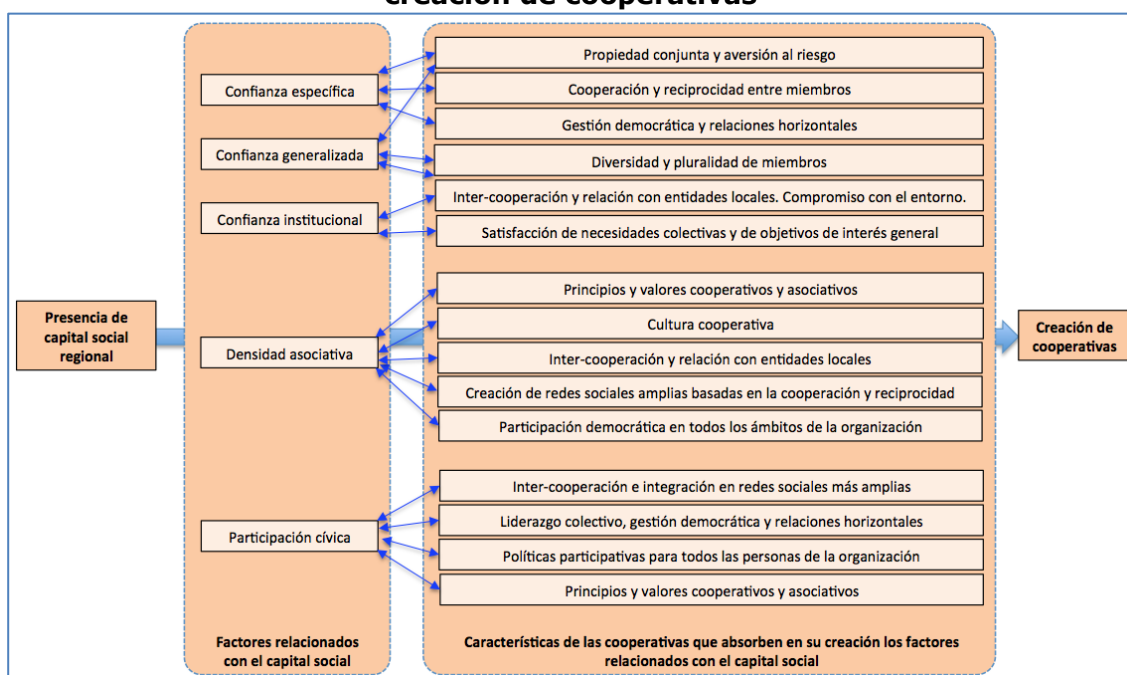 creación de cooperativas
Propiedad conjunta y aversión al riesgo
Confianza específica
Cooperación y reciprocidad entre miembros
Gestión democrática y relaciones horizontales
Confianza generalizada
Diversidad y pluralidad de miembros
Inter-cooperación y relación con entidades locales. Compromiso con el entorno.
Confianza institucional
Satisfacción de necesidades colectivas y de objetivos de interés general
Principios y valores cooperativos y asociativos
Presencia de
capital social
regional
Cultura cooperativa
Creación de
cooperativas
Densidad asociativa
Inter-cooperación y relación con entidades locales
Creación de redes sociales amplias basadas en la cooperación y reciprocidad
Participación democrática en todos los ámbitos de la organización
Inter-cooperación e integración en redes sociales más amplias
Liderazgo colectivo, gestión democrática y relaciones horizontales
Participación cívica
Políticas participativas para todos las personas de la organización
Principios y valores cooperativos y asociativos
Factores relacionados
con el capital social
Características de las cooperativas que absorben en su creación los factores
relacionados con el capital social